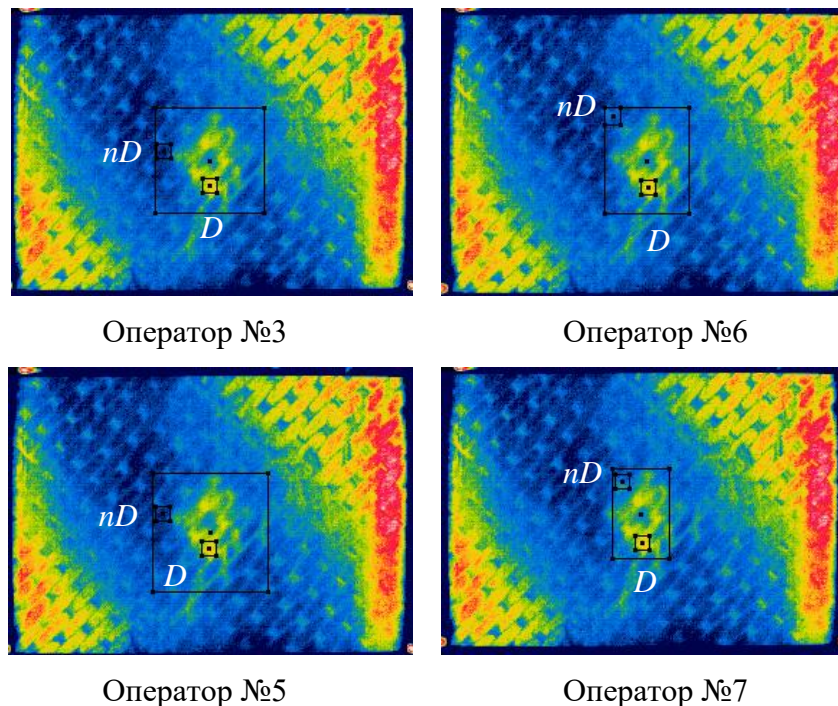 nD
D
nD
D
Оператор №3
Оператор №6
nD
D
nD
D
Оператор №5
Оператор №7